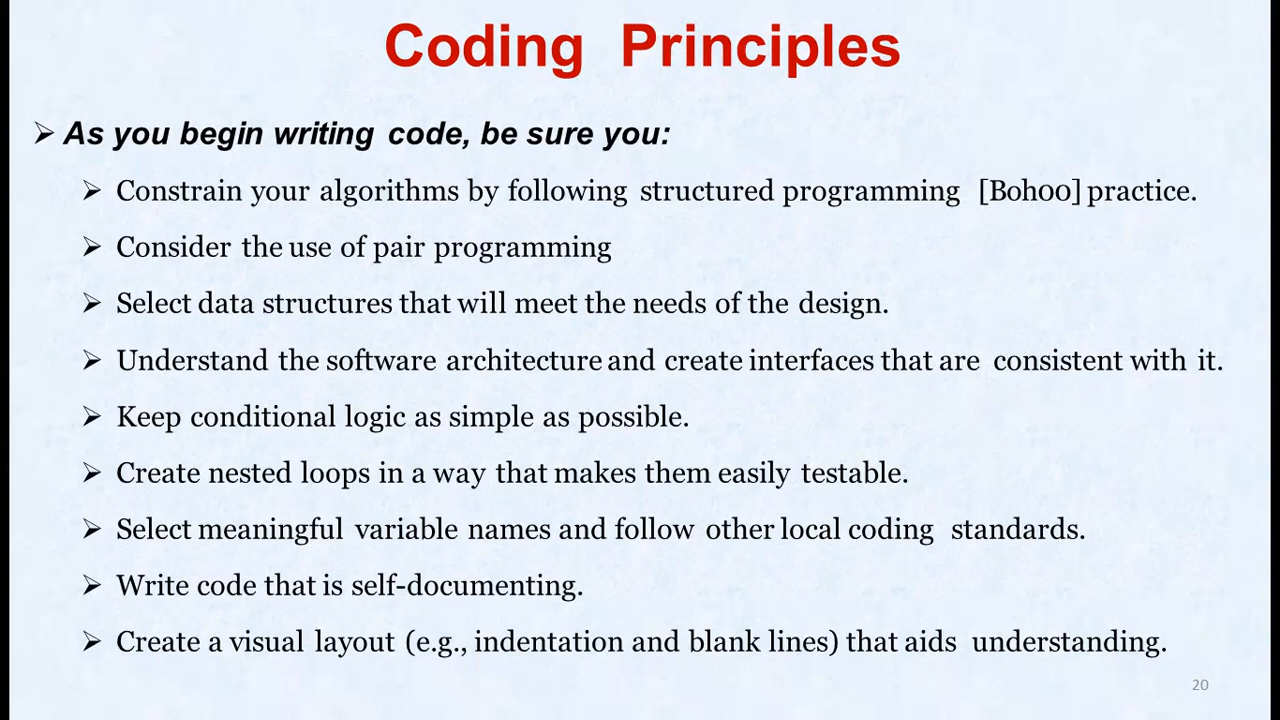 Coding Principles
➢ As you begin writing code, be sure you:
➢ Constrain your algorithms by following structured programming [Boh00] practice.
➢ Consider the use of pair programming
➢ Select data structures that will meet the needs of the design.
➢ Understand the software architecture and create interfaces that are consistent with it.
➢ Keep conditional logic as simple as possible.
➢ Create nested loops in a way that makes them easily testable.
➢ Select meaningful variable names and follow other local coding standards.
➢ Write code that is self-documenting.
➢ Create a visual layout (e.g., indentation and blank lines) that aids understanding.
20